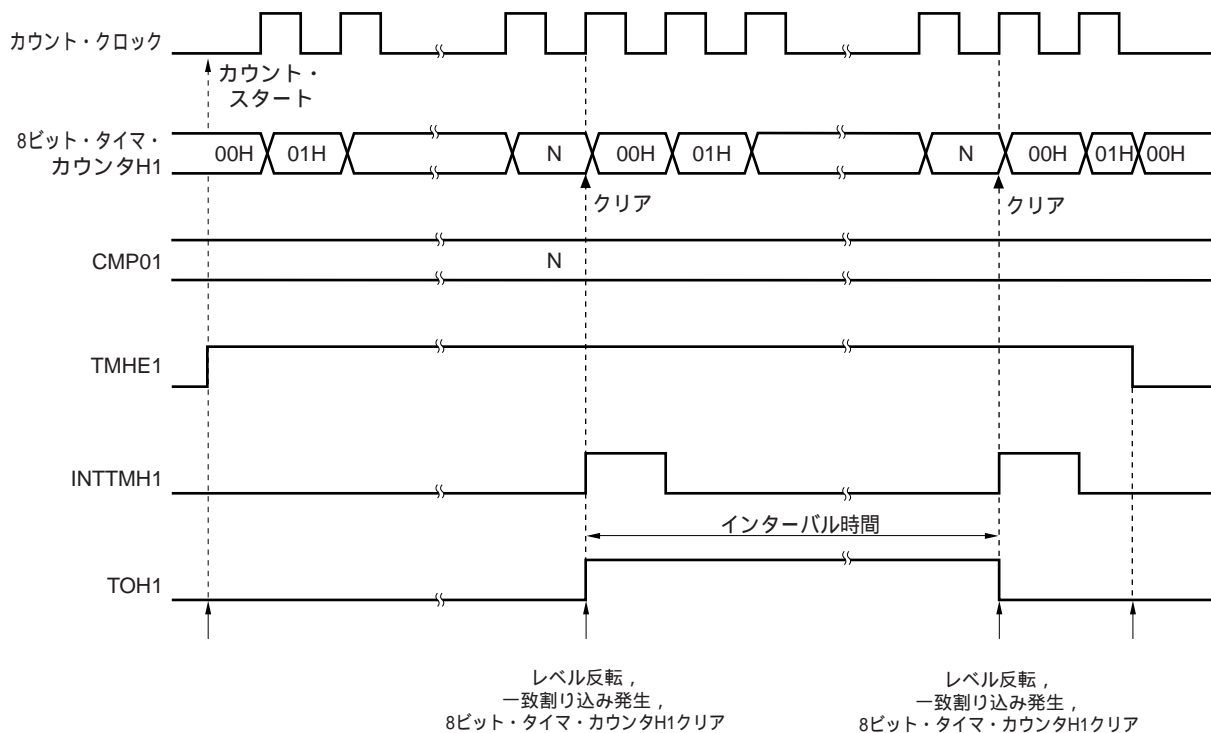 カウント・クロック
カウント・
スタート
8ビット・タイマ・
カウンタH1
00H 01H N 00H 01H N 00H 01H 00H
クリア クリア
CMP01 N
TMHE1
INTTMH1
インターバル時間
TOH1
レベル反転，
一致割り込み発生，
8ビット・タイマ・カウンタH1クリア
レベル反転，
一致割り込み発生，
8ビット・タイマ・カウンタH1クリア